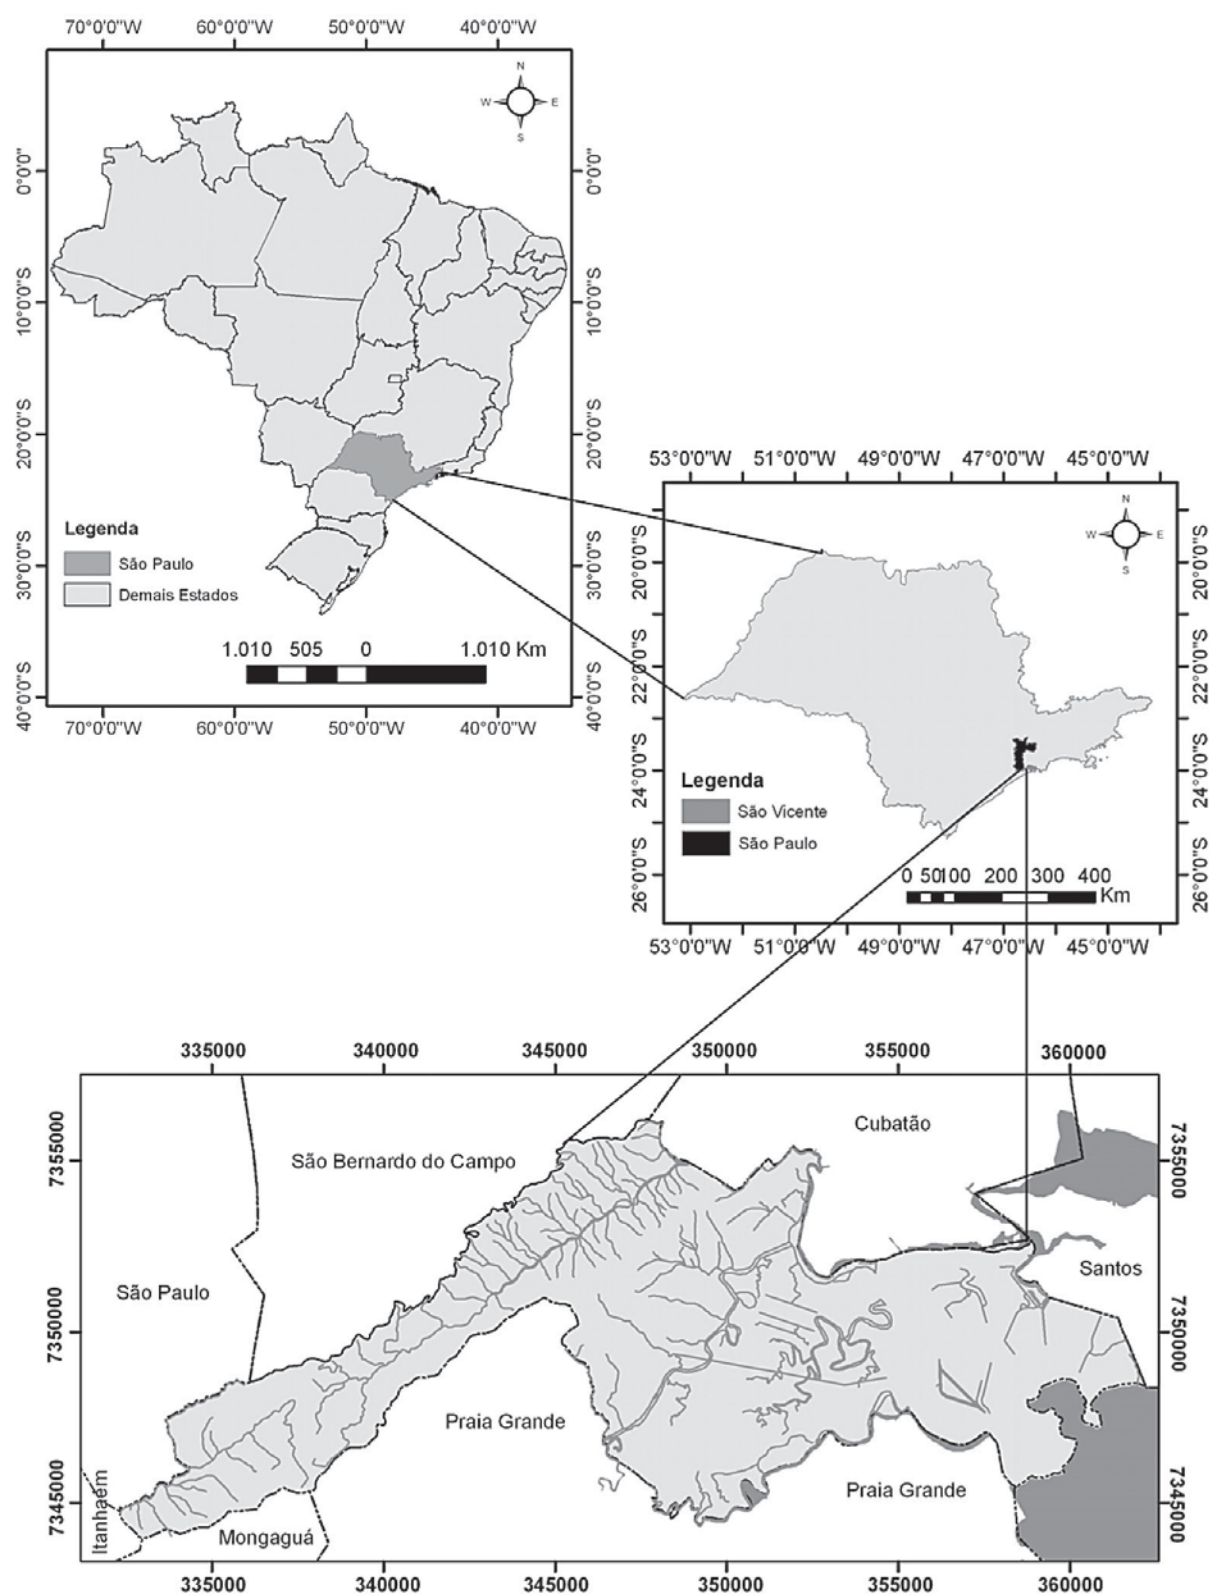 70°0'0"W 60°0'0"W 50°0'0"W 40°0'0"W
N
W E
S
0°0'0"
0°0'0"
10°0'0"S
10°0'0"S
20°0'0"S
20°0'0"S
30°0'0"S
30°0'0"S
40°0'0"S
40°0'0"S
Legenda
São Paulo
Demais Estados
1.010 505 0 1.010 Km
70°0'0"W 60°0'0"W 50°0'0"W 40°0'0"W
53°0'0"W 51°0'0"W 49°0'0"W 47°0'0"W 45°0'0"W
N
W E
S
20°0'0"S
20°0'0"S
22°0'0"S
22°0'0"S
24°0'0"S
24°0'0"S
26°0'0"S
26°0'0"S
Legenda
São Vicente
São Paulo
0 50 100 200 300 400
Km
53°0'0"W 51°0'0"W 49°0'0"W 47°0'0"W 45°0'0"W
335000 340000 345000 350000 355000 360000
7355000
7355000
7350000
7350000
7345000
7345000
Cubatão
São Bernardo do Campo
Santos
São Paulo
Praia Grande
Praia Grande
Itanhaém
Mongaguá
335000 340000 345000 350000 355000 360000